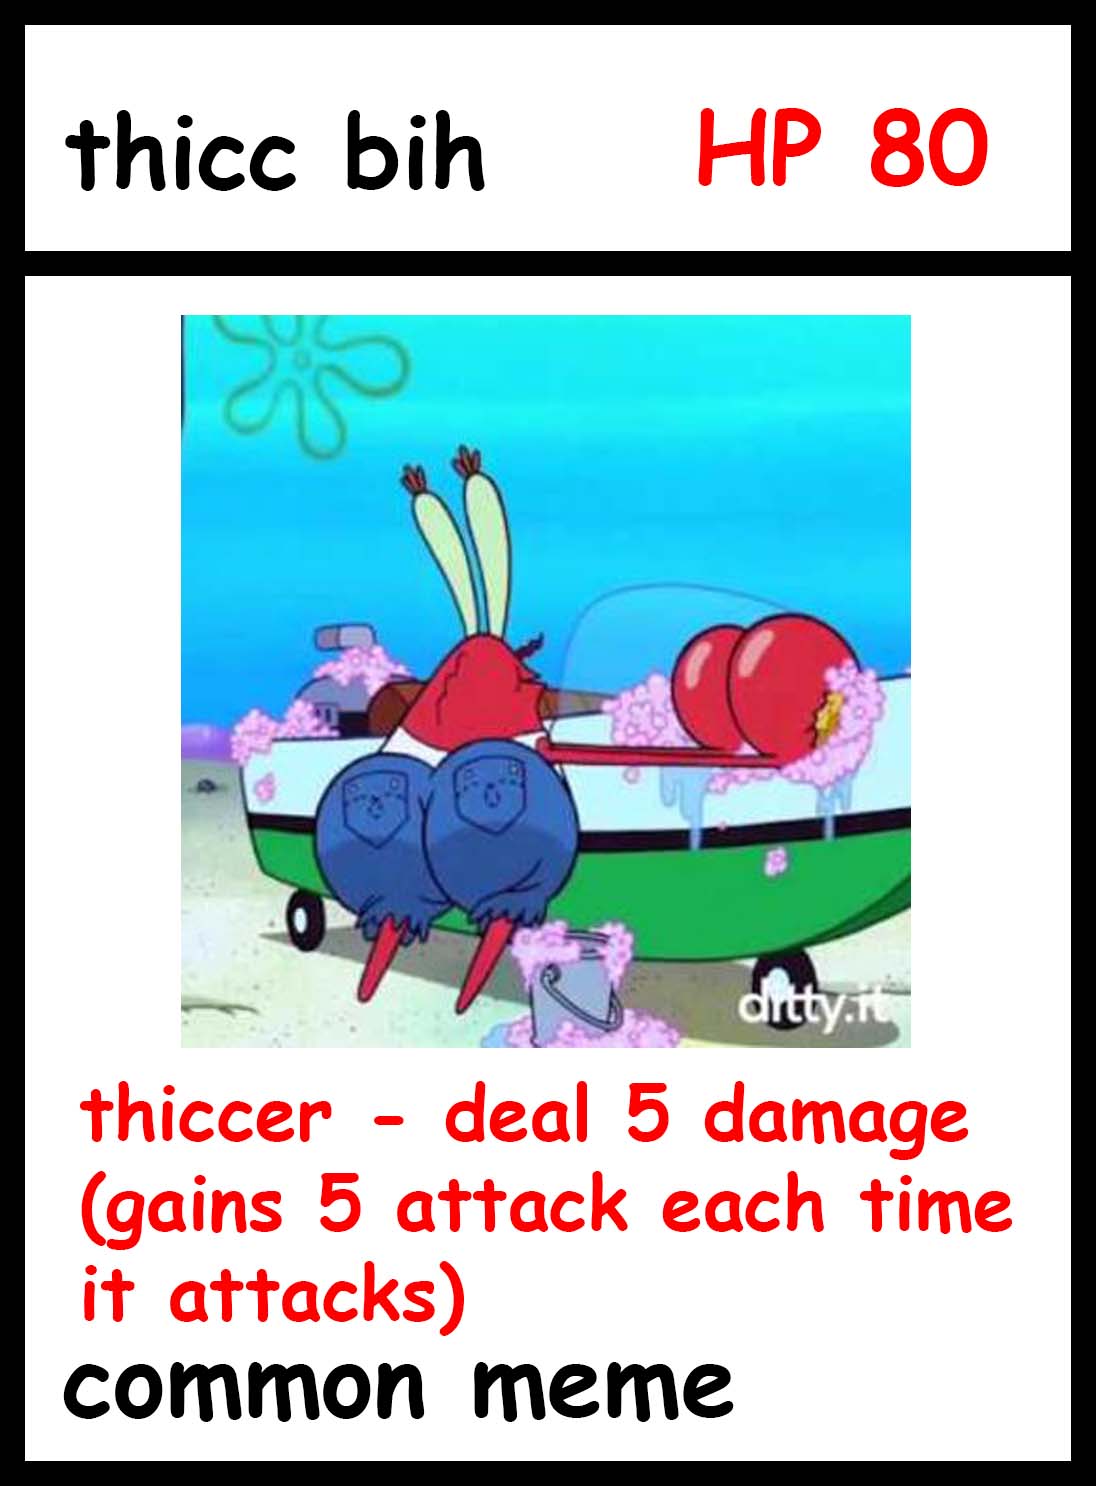 thicc bih
HP 80
ditty.it
thiccer - deal 5 damage
(gains 5 attack each time
it attacks)
common meme